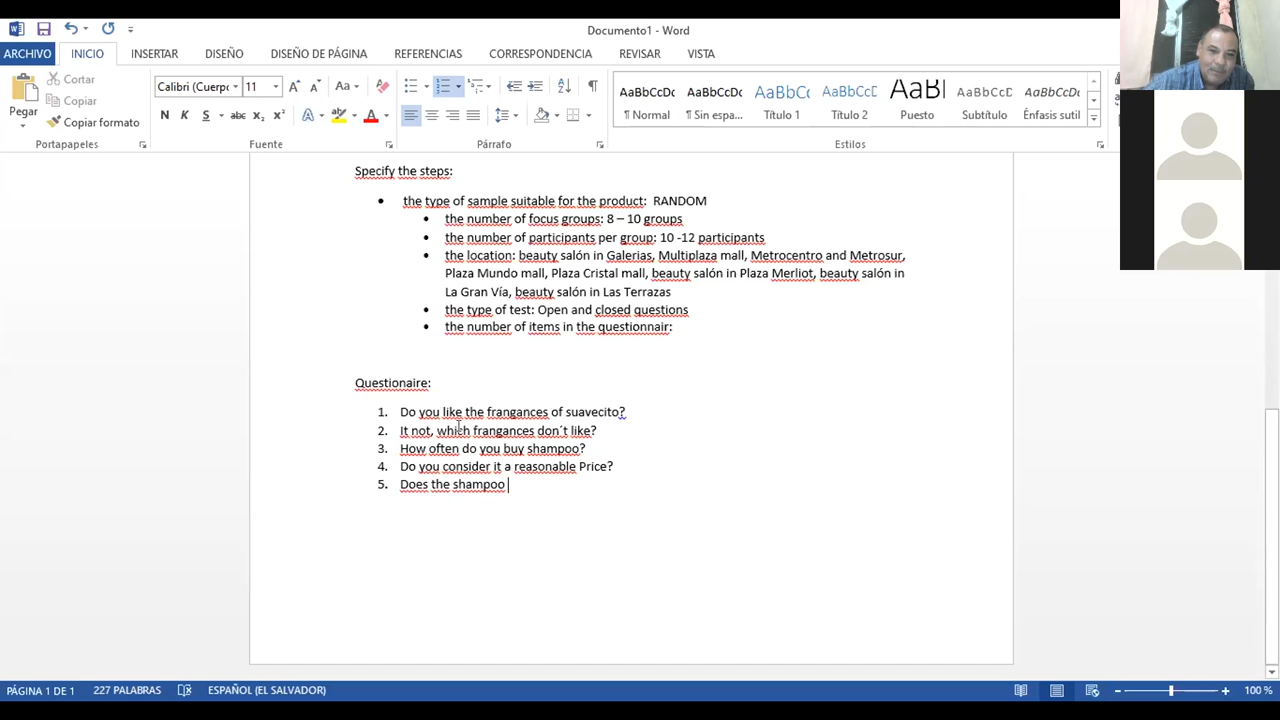 Documento1 - Word
ARCHIVO INICIO INSERTAR DISEÑO DISEÑO DE PÁGINA REFERENCIAS CORRESPONDENCIA REVISAR VISTA
Pegar
Cortar
Copiar
Copiar formato
Portapapeles
Calibri (Cuerpo 11
N K S abc x₂ x²
Aa
A A
Fuente
Párrafo
AaBbCcDc AaBbCcDc AaBbCc AaBbCcD AaBl AaBbCcD AaBbCcDc
¶ Normal ¶ Sin espa... Título 1 Título 2 Puesto Subtítulo Énfasis sutil
Estilos
Specify the steps:
• the type of sample suitable for the product: RANDOM
• the number of focus groups: 8 – 10 groups
• the number of participants per group: 10 -12 participants
• the location: beauty salón in Galerias, Multiplaza mall, Metrocentro and Metrosur,
Plaza Mundo mall, Plaza Cristal mall, beauty salón in Plaza Merliot, beauty salón in
La Gran Vía, beauty salón in Las Terrazas
• the type of test: Open and closed questions
• the number of items in the questionnair:
Questionaire:
1. Do you like the frangances of suavecito?
2. It not, which frangances don´t like?
3. How often do you buy shampoo?
4. Do you consider it a reasonable Price?
5. Does the shampoo
PÁGINA 1 DE 1 227 PALABRAS ESPAÑOL (EL SALVADOR) 100 %